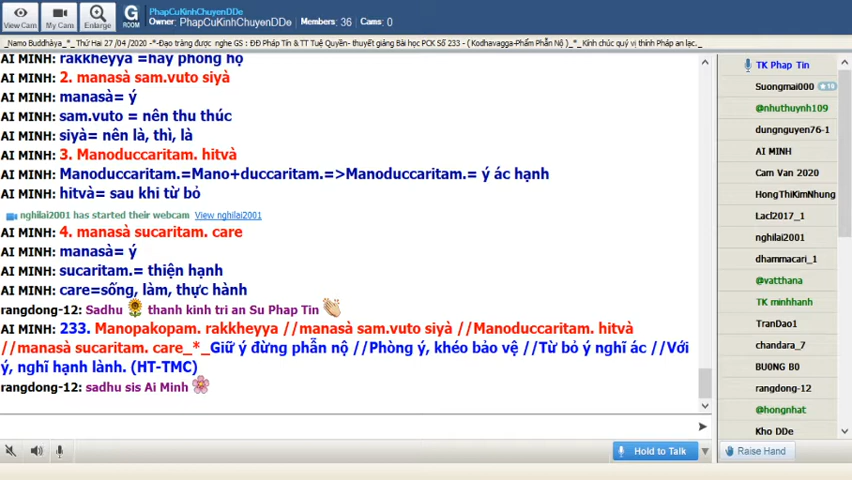 View Cam
My Cam
Enlarge
G
ROOM
PhapCuKinhChuyenDDe
Owner: PhapCuKinhChuyenDDe Members: 36 Cams: 0
_Namo Buddhàya_*_ Thứ Hai 27 /04 /2020 -*-Đạo tràng được nghe GS : ĐĐ Pháp Tín & TT Tuệ Quyền- thuyết giảng Bài học PCK Số 233 - ( Kodhavagga-Phẩm Phẫn Nộ )_*_ Kính chúc quý vị thính Pháp an lạc._
AI MINH: rakkheyya =hãy phòng hộ
AI MINH: 2. manasà sam.vuto siyà
AI MINH: manasà= ý
AI MINH: sam.vuto = nên thu thúc
AI MINH: siyà= nên là, thì, là
AI MINH: 3. Manoduccaritam. hitvà
AI MINH: Manoduccaritam.=Mano+duccaritam.=>Manoduccaritam.= ý ác hạnh
AI MINH: hitvà= sau khi từ bỏ
nghilai2001 has started their webcam View nghilai2001
AI MINH: 4. manasà sucaritam. care
AI MINH: manasà= ý
AI MINH: sucaritam.= thiện hạnh
AI MINH: care=sống, làm, thực hành
rangdong-12: Sadhu thanh kinh tri an Su Phap Tin
AI MINH: 233. Manopakopam. rakkheyya //manasà sam.vuto siyà //Manoduccaritam. hitvà
//manasà sucaritam. care_*_Giữ ý đừng phẫn nộ //Phòng ý, khéo bảo vệ //Từ bỏ ý nghĩ ác //Với
ý, nghĩ hạnh lành. (HT-TMC)
rangdong-12: sadhu sis Ai Minh
TK Phap Tin
Suongmai000 10
@nhuthuynh109
dungnguyen76-1
AI MINH
Cam Van 2020
HongThiKimNhung
Lacl2017_1
nghilai2001
dhammacari_1
@vatthana
TK minhhanh
TranDao1
chandara_7
BU0NG B0
rangdong-12
@hongnhat
Kho DDe
Hold to Talk
Raise Hand